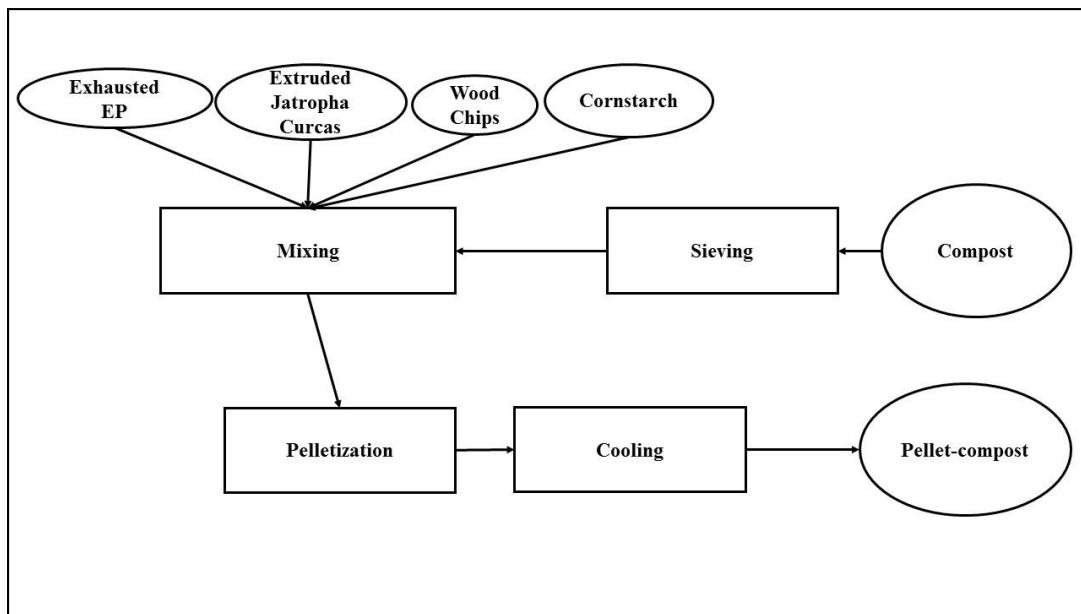 Exhausted
EP
Extruded
Jatropha
Curcas
Wood
Chips
Cornstarch
Mixing
Sieving
Compost
Pelletization
Cooling
Pellet-compost